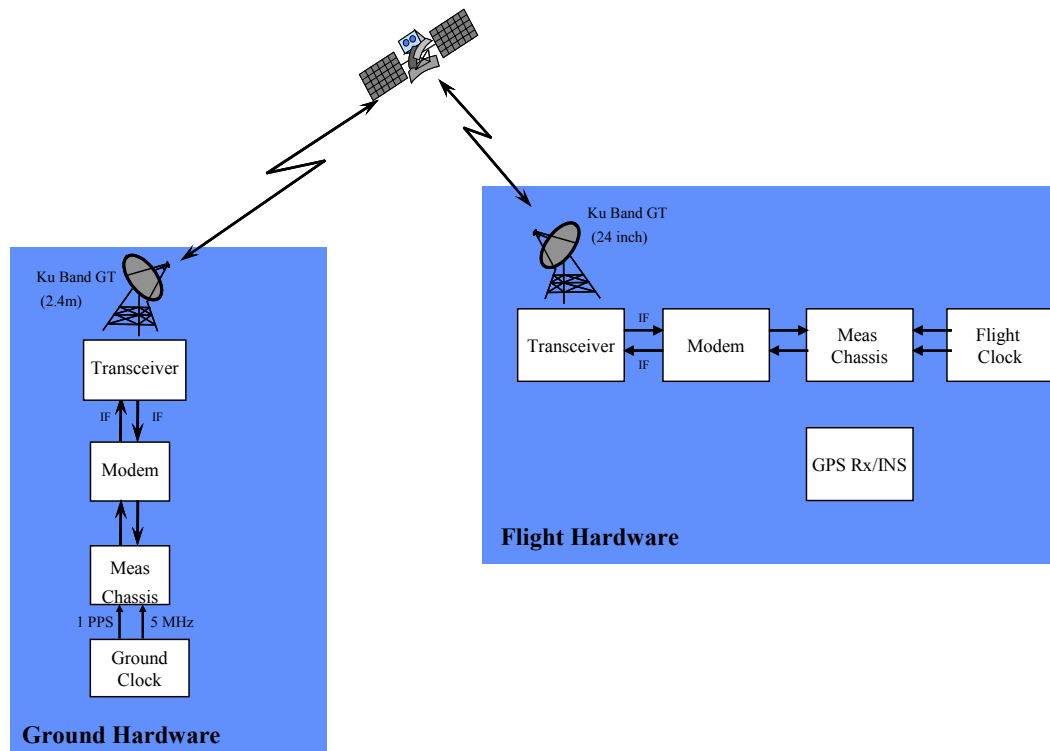 Ku Band GT
(2.4m)
Transceiver
IF
IF
Modem
Meas
Chassis
1 PPS
5 MHz
Ground
Clock
Ground Hardware
Ku Band GT
(24 inch)
Transceiver
IF
IF
Modem
Meas
Chassis
Flight
Clock
GPS Rx/INS
Flight Hardware